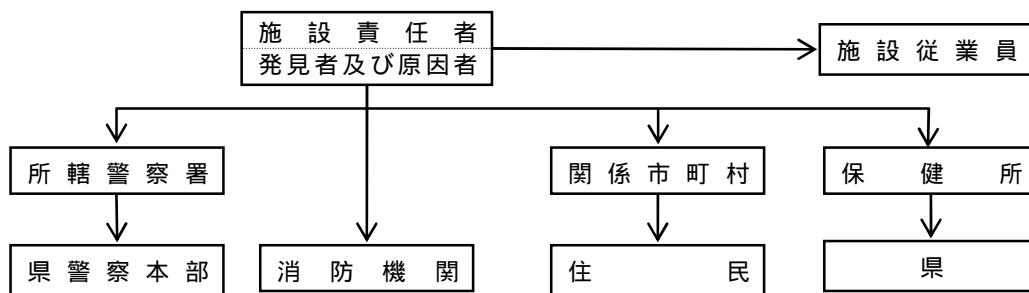 施設責任者
発見者及び原因者
施設従業員
所轄警察署
関係市町村
保健所
県警察本部
消防機関
住民
県